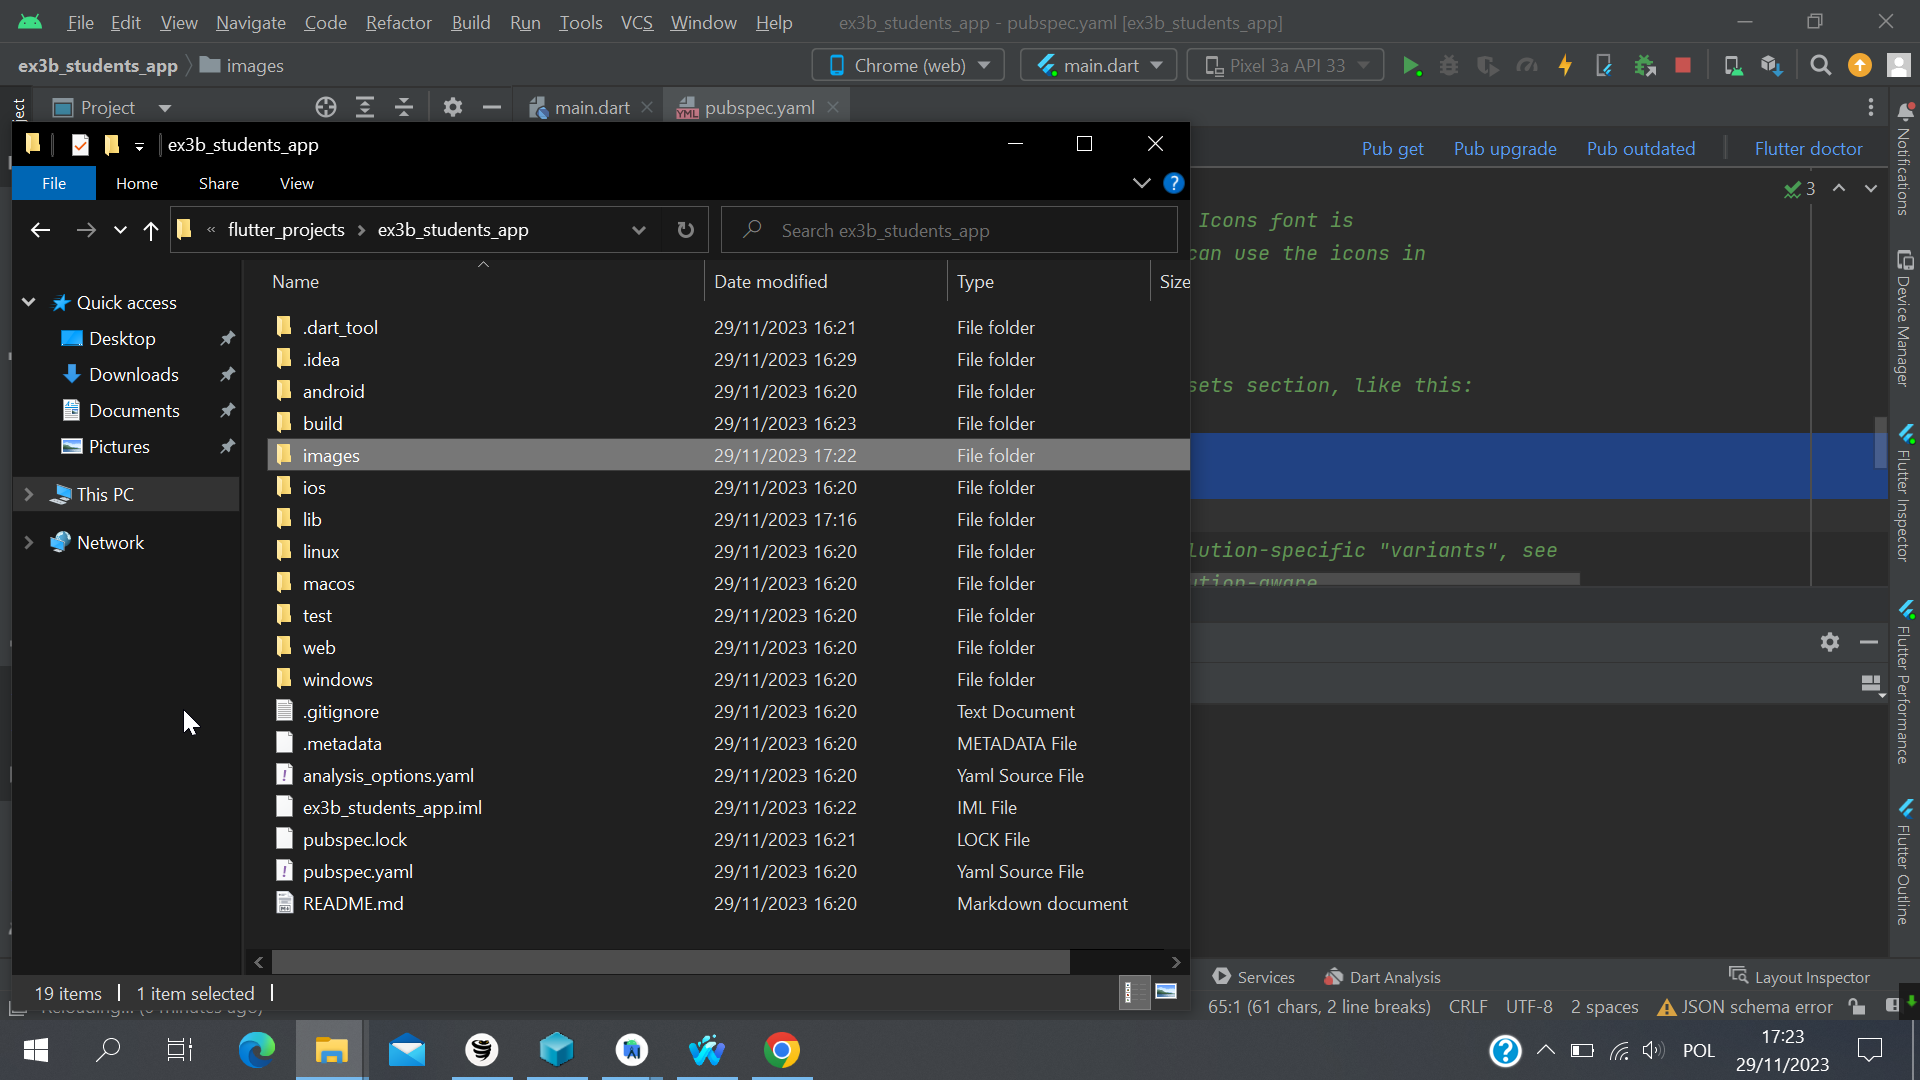 File Edit View Navigate Code Refactor Build Run Tools VCS Window Help ex3b_students_app - pubspec.yaml [ex3b_students_app]
ex3b_students_app images Chrome (web) main.dart Pixel 3a API 33
Project main.dart pubspec.yaml
ex3b_students_app
Pub get Pub upgrade Pub outdated Flutter doctor
File Home Share View
3
Icons font is
« flutter_projects > ex3b_students_app Search ex3b_students_app
can use the icons in
Name Date modified Type Size
Quick access
.dart_tool 29/11/2023 16:21 File folder
Desktop
.idea 29/11/2023 16:29 File folder
Downloads
sets section, like this:
android 29/11/2023 16:20 File folder
Documents
build 29/11/2023 16:23 File folder
Pictures
images 29/11/2023 17:22 File folder
This PC
ios 29/11/2023 16:20 File folder
lib 29/11/2023 17:16 File folder
Network
linux 29/11/2023 16:20 File folder
lution-specific "variants", see
macos 29/11/2023 16:20 File folder
ution-aware
test 29/11/2023 16:20 File folder
web 29/11/2023 16:20 File folder
windows 29/11/2023 16:20 File folder
.gitignore 29/11/2023 16:20 Text Document
.metadata 29/11/2023 16:20 METADATA File
analysis_options.yaml 29/11/2023 16:20 Yaml Source File
ex3b_students_app.iml 29/11/2023 16:22 IML File
pubspec.lock 29/11/2023 16:21 LOCK File
pubspec.yaml 29/11/2023 16:20 Yaml Source File
README.md 29/11/2023 16:20 Markdown document
Notifications
Device Manager
Flutter Inspector
Flutter Performance
Flutter Outline
19 items 1 item selected
Services Dart Analysis Layout Inspector
65:1 (61 chars, 2 line breaks) CRLF UTF-8 2 spaces JSON schema error
POL
17:23
29/11/2023